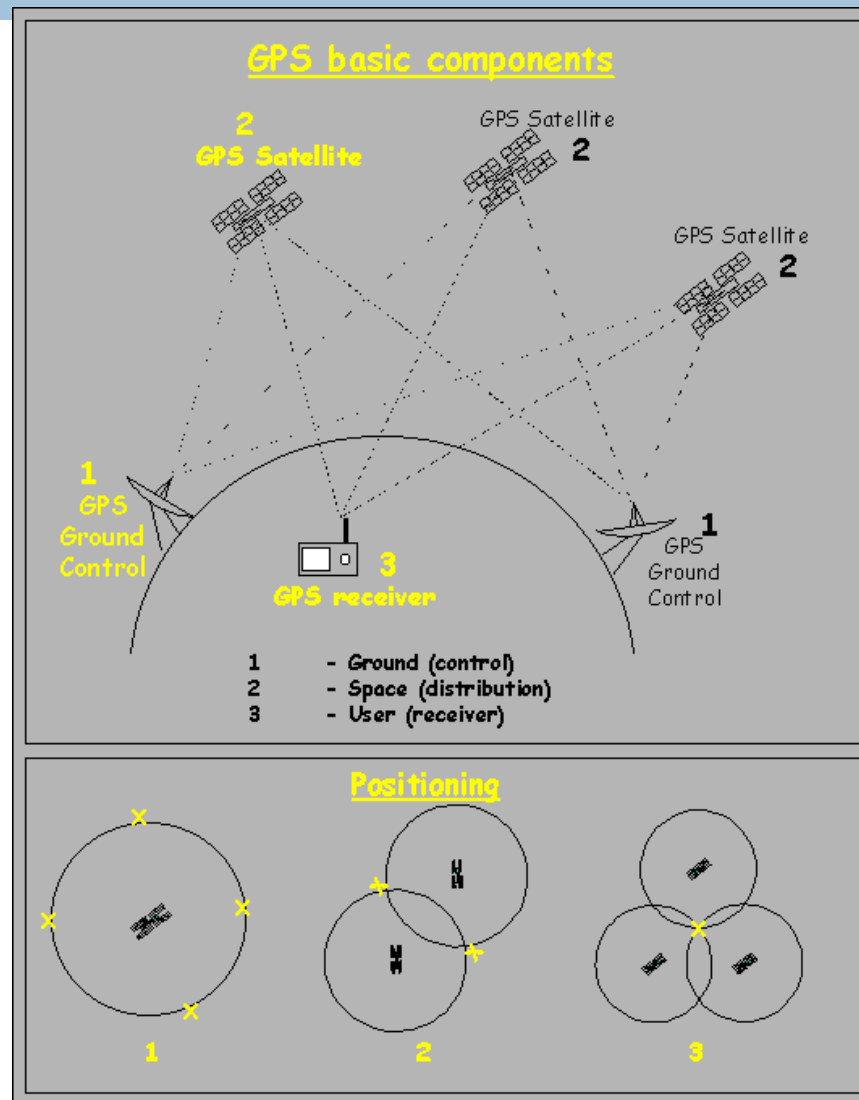 GPS basic components
2
GPS Satellite
GPS Satellite
2
GPS Satellite
2
1
GPS
Ground
Control
3
GPS receiver
1
GPS
Ground
Control
1 - Ground (control)
2 - Space (distribution)
3 - User (receiver)
Positioning
1
2
3